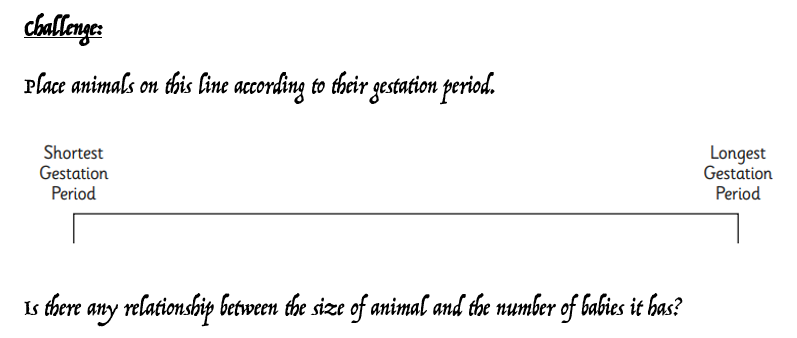 Challenge:
Place animals on this line according to their gestation period.
Shortest
Gestation
Period
Longest
Gestation
Period
Is there any relationship between the size of animal and the number of babies it has?